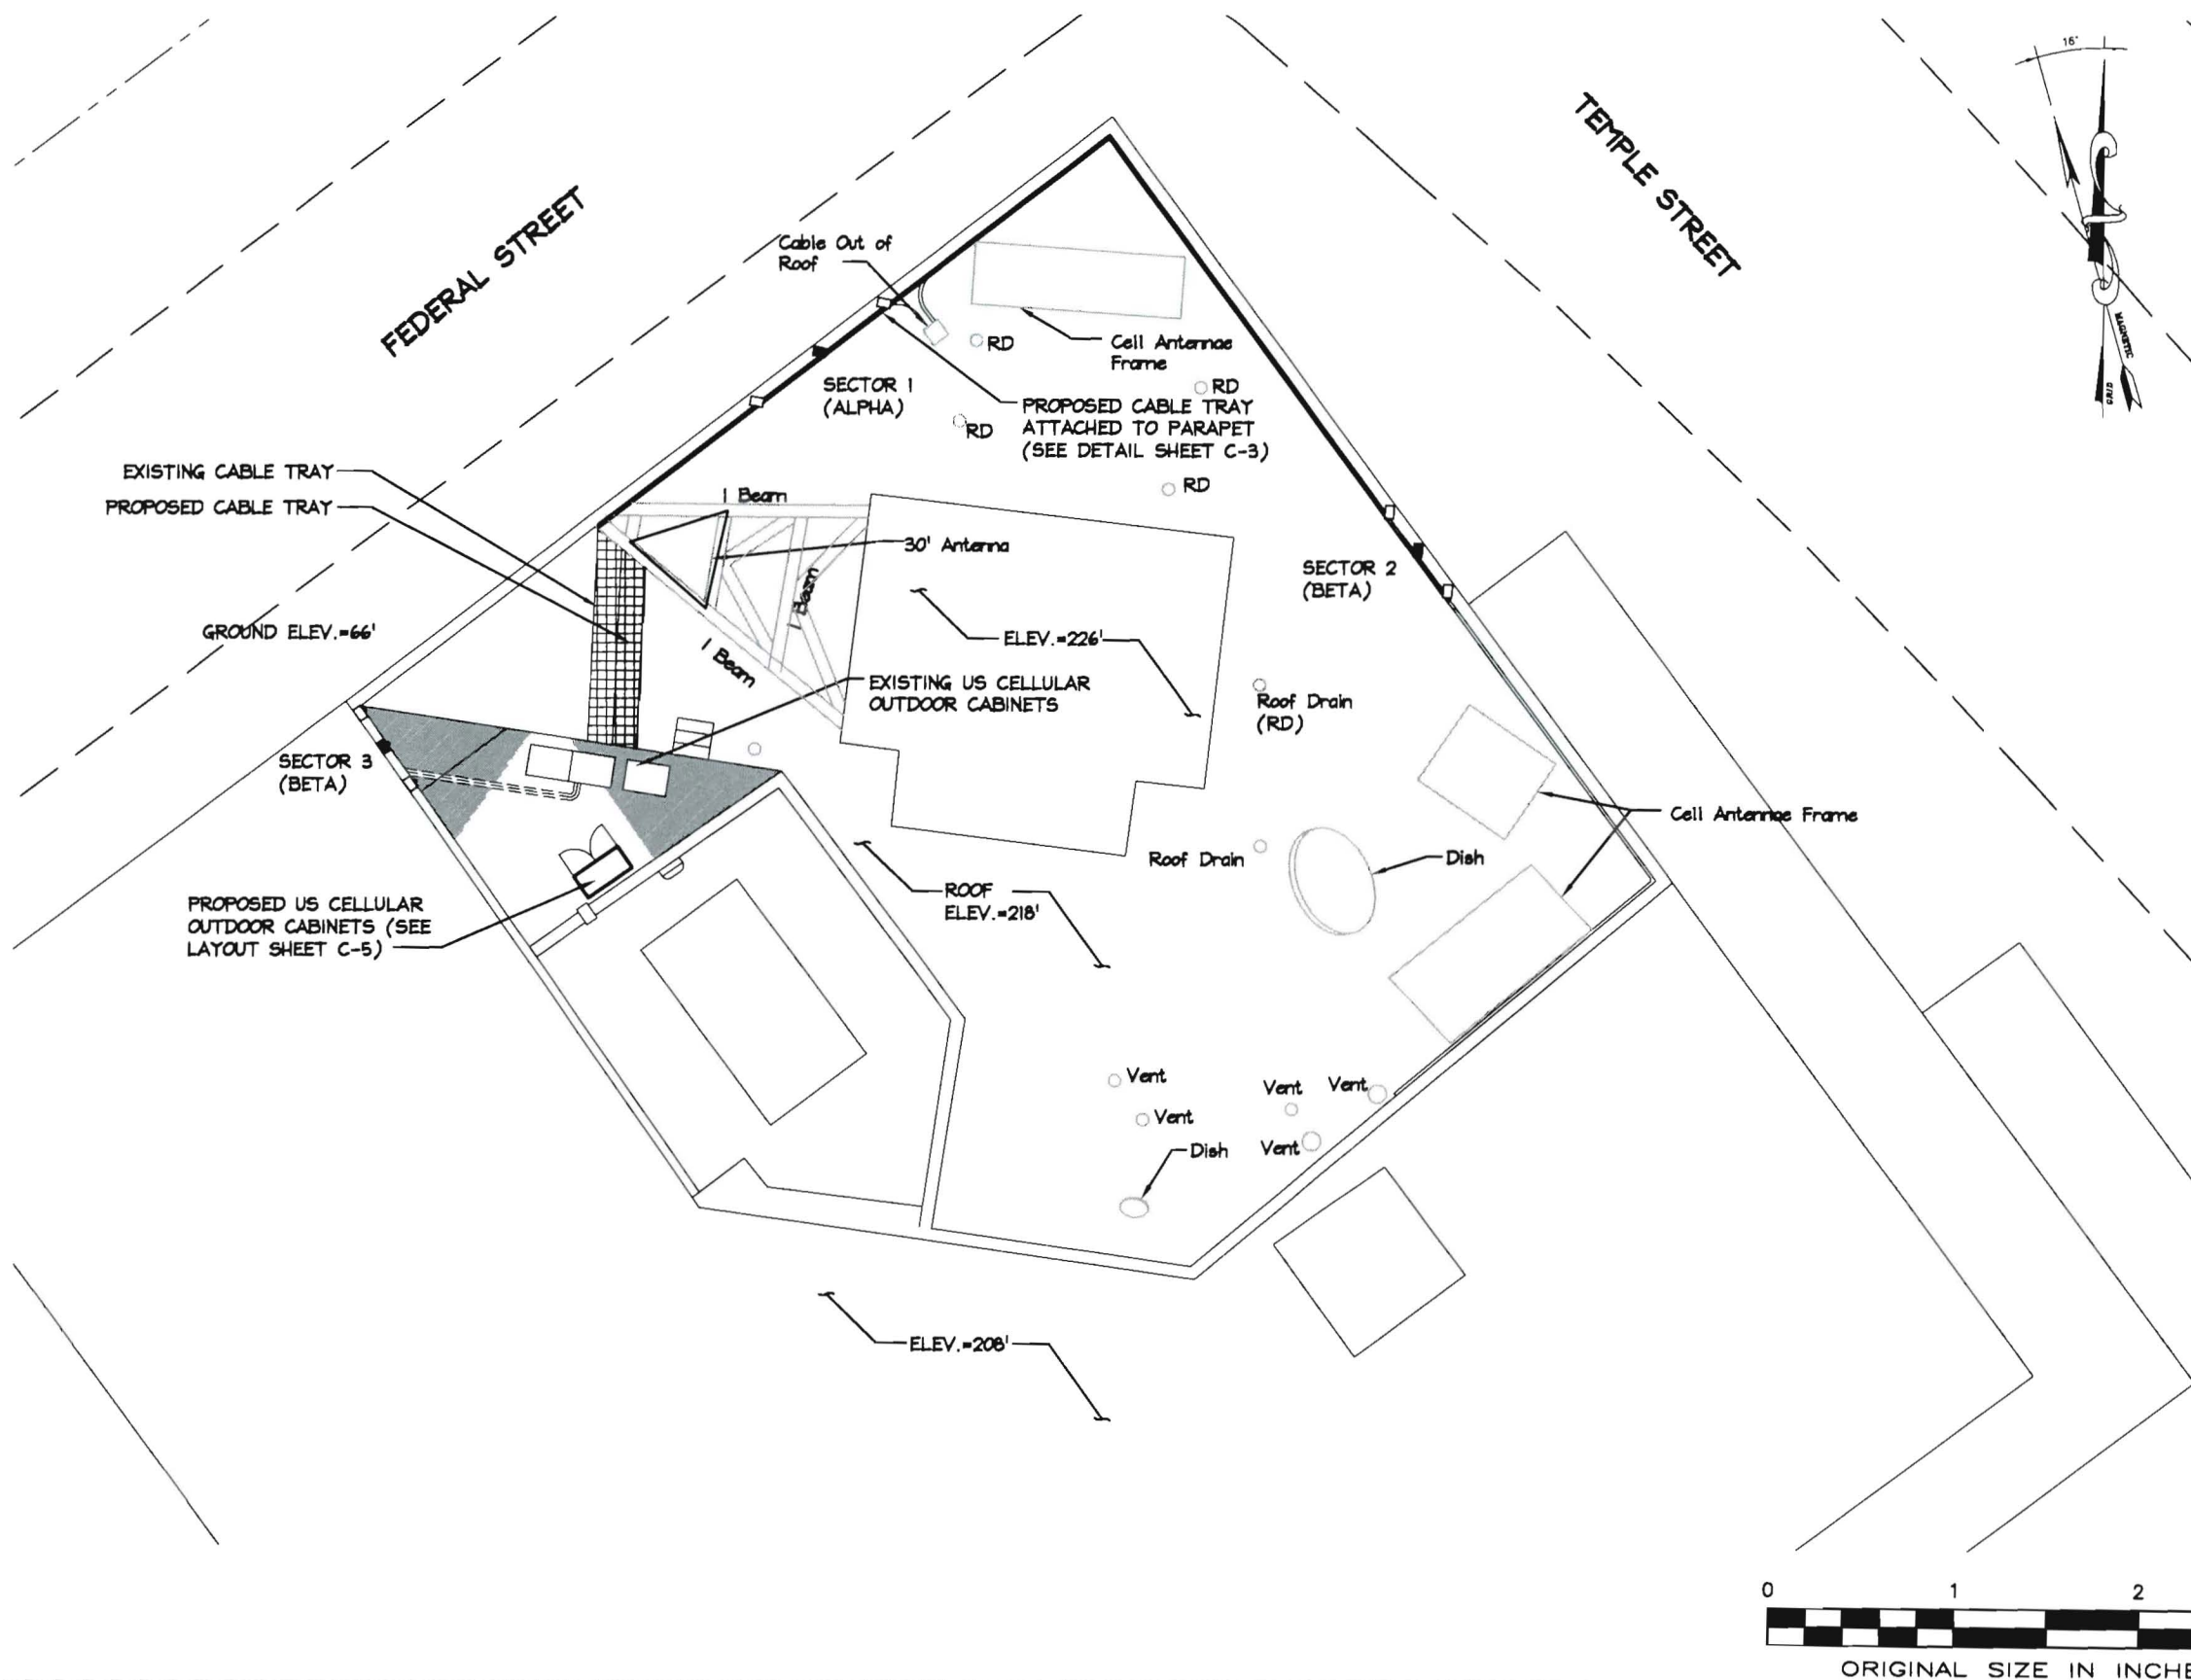 16°
TEMPLE STREET
FEDERAL STREET
MAGNETIC
GRID
Cable Out of
Roof
RD
Cell Antennae
Frame
SECTOR 1
(ALPHA)
RD
RD
PROPOSED CABLE TRAY
ATTACHED TO PARAPET
(SEE DETAIL SHEET C-3)
EXISTING CABLE TRAY
PROPOSED CABLE TRAY
I Beam
RD
30' Antenna
SECTOR 2
(BETA)
I Beam
GROUND ELEV.=66'
ELEV.=226'
I Beam
EXISTING US CELLULAR
OUTDOOR CABINETS
Roof Drain
(RD)
SECTOR 3
(BETA)
Cell Antennae Frame
Roof Drain
Dish
PROPOSED US CELLULAR
OUTDOOR CABINETS (SEE
LAYOUT SHEET C-5)
ROOF
ELEV.=218'
Vent
Vent
Vent
Vent
Vent
Dish
ELEV.=208'
0 1 2
ORIGINAL SIZE IN INCHE